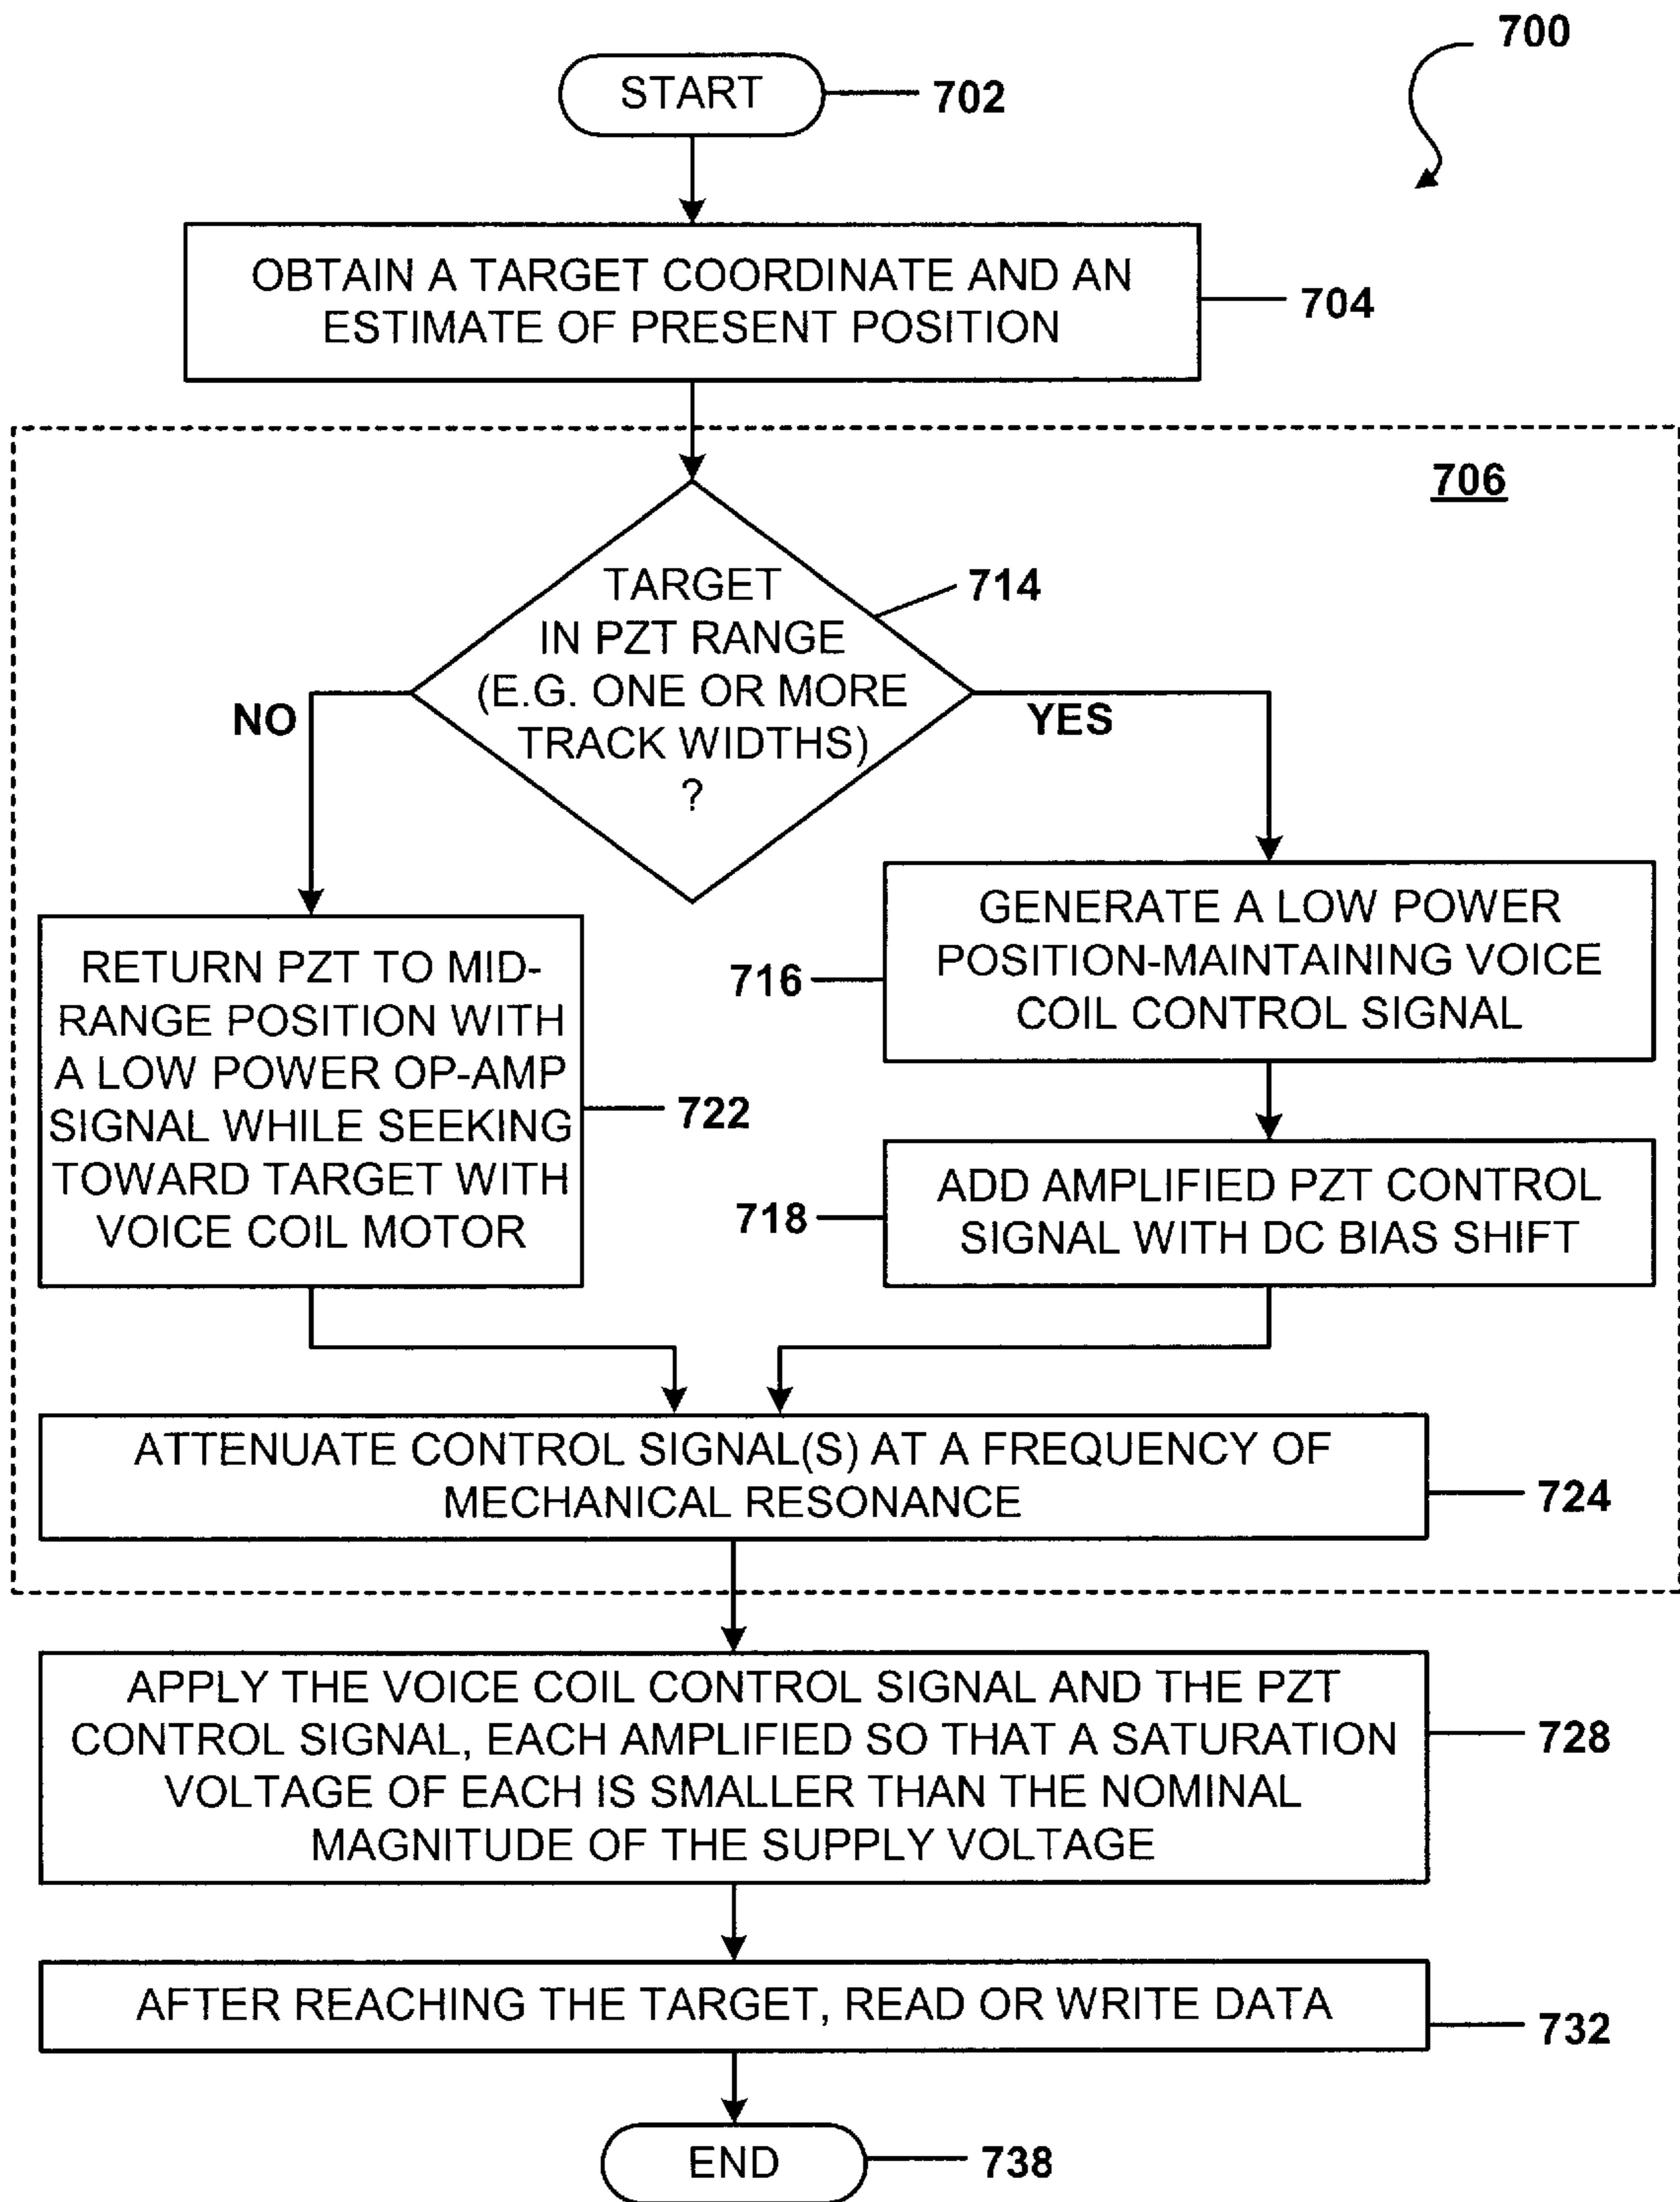 700
START
702
OBTAIN A TARGET COORDINATE AND AN
ESTIMATE OF PRESENT POSITION
704
706
TARGET
IN PZT RANGE
(E.G. ONE OR MORE
TRACK WIDTHS)
?
714
NO
YES
RETURN PZT TO MID-
RANGE POSITION WITH
A LOW POWER OP-AMP
SIGNAL WHILE SEEKING
TOWARD TARGET WITH
VOICE COIL MOTOR
722
GENERATE A LOW POWER
POSITION-MAINTAINING VOICE
COIL CONTROL SIGNAL
716
ADD AMPLIFIED PZT CONTROL
SIGNAL WITH DC BIAS SHIFT
718
ATTENUATE CONTROL SIGNAL(S) AT A FREQUENCY OF
MECHANICAL RESONANCE
724
APPLY THE VOICE COIL CONTROL SIGNAL AND THE PZT
CONTROL SIGNAL, EACH AMPLIFIED SO THAT A SATURATION
VOLTAGE OF EACH IS SMALLER THAN THE NOMINAL
MAGNITUDE OF THE SUPPLY VOLTAGE
728
AFTER REACHING THE TARGET, READ OR WRITE DATA
732
END
738